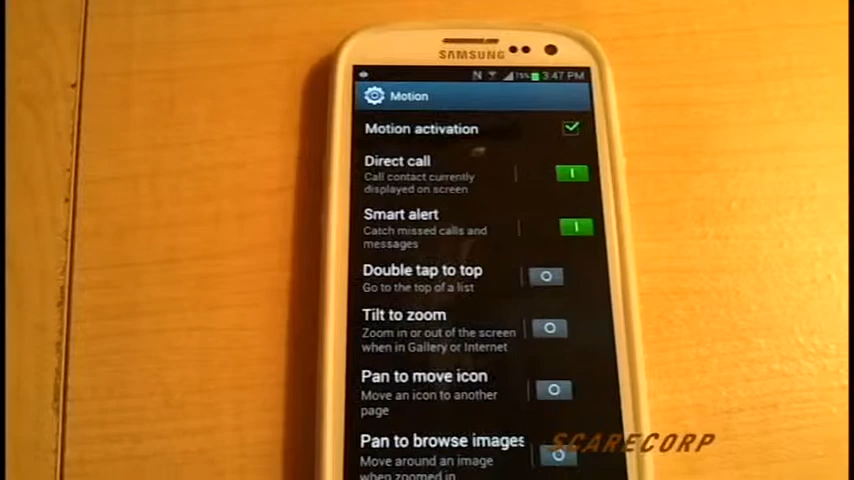 SAMSUNG
75% 3:47 PM
Motion
Motion activation
Direct call
Call contact currently
displayed on screen
Smart alert
Catch missed calls and
messages
Double tap to top
Go to the top of a list
Tilt to zoom
Zoom in or out of the screen
when in Gallery or Internet
Pan to move icon
Move an icon to another
page
Pan to browse images
Move around an image
when zoomed in
SCARECORP